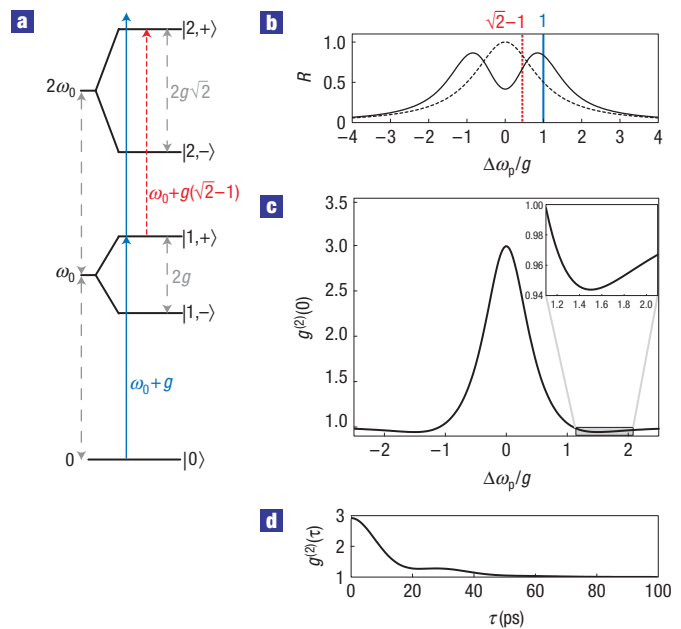 a
|2,+⟩
2ω₀
2g√2
|2,−⟩
ω₀+g(√2−1)
|1,+⟩
ω₀
2g
|1,−⟩
ω₀+g
0
|0⟩
b
√2−1 1
1.0
R
0.5
0
−4 −3 −2 −1 0 1 2 3 4
Δωₚ/g
c
3.5
3.0
2.5
g⁽²⁾(0)
2.0
1.5
1.0
−2 −1 0 1 2
Δωₚ/g
1.00
0.98
0.96
0.94
1.2 1.4 1.6 1.8 2.0
d
3
g⁽²⁾(τ)
2
1
0 20 40 60 80 100
τ(ps)